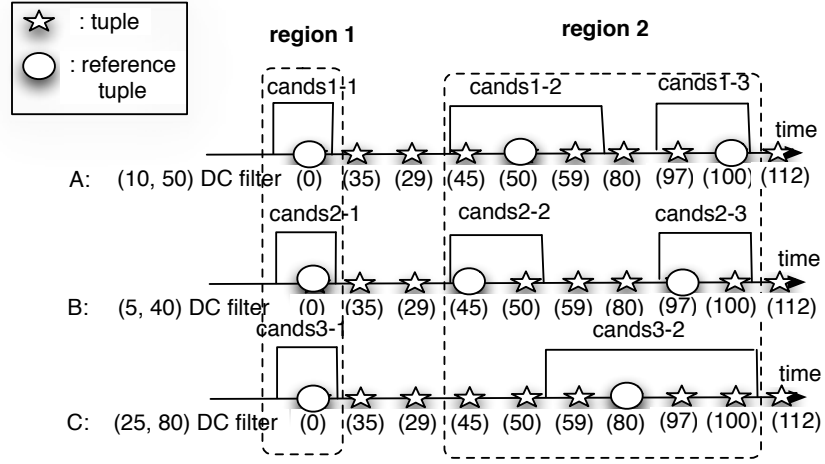 : tuple
: reference
tuple
region 1
region 2
cands1-1
cands1-2
cands1-3
time
A: (10, 50) DC filter (0) (35) (29) (45) (50) (59) (80) (97) (100) (112)
cands2-1
cands2-2
cands2-3
time
B: (5, 40) DC filter (0) (35) (29) (45) (50) (59) (80) (97) (100) (112)
cands3-1
cands3-2
time
C: (25, 80) DC filter (0) (35) (29) (45) (50) (59) (80) (97) (100) (112)